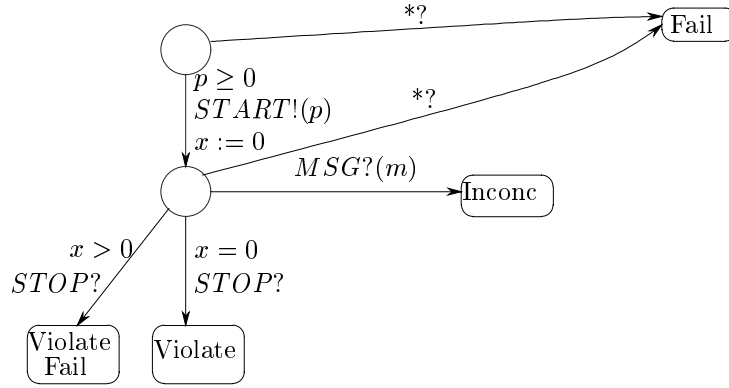 *?
Fail
p ≥ 0
START!(p)
x := 0
*?
MSG?(m)
Inconc
x > 0
STOP?
x = 0
STOP?
Violate
Fail
Violate